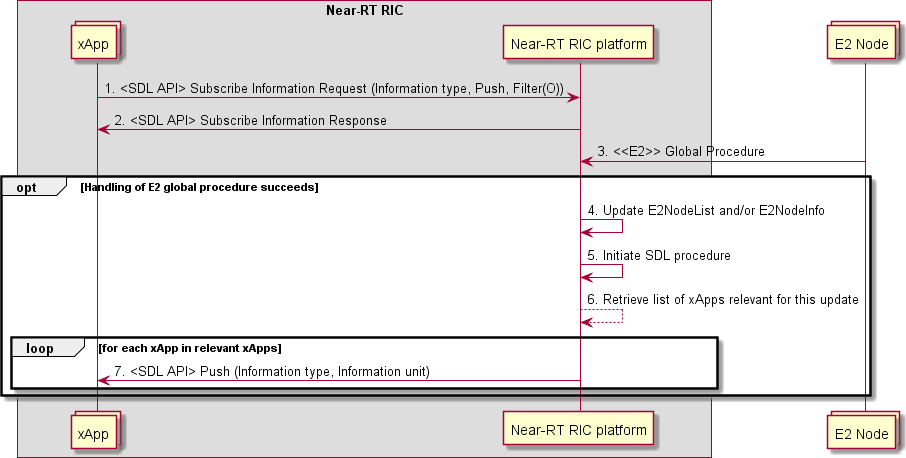 Near-RT RIC
xApp
Near-RT RIC platform
E2 Node
1. <SDL API> Subscribe Information Request (Information type, Push, Filter(O))
2. <SDL API> Subscribe Information Response
3. <<E2>> Global Procedure
opt
[Handling of E2 global procedure succeeds]
4. Update E2NodeList and/or E2NodeInfo
5. Initiate SDL procedure
6. Retrieve list of xApps relevant for this update
loop
[for each xApp in relevant xApps]
7. <SDL API> Push (Information type, Information unit)
xApp
Near-RT RIC platform
E2 Node